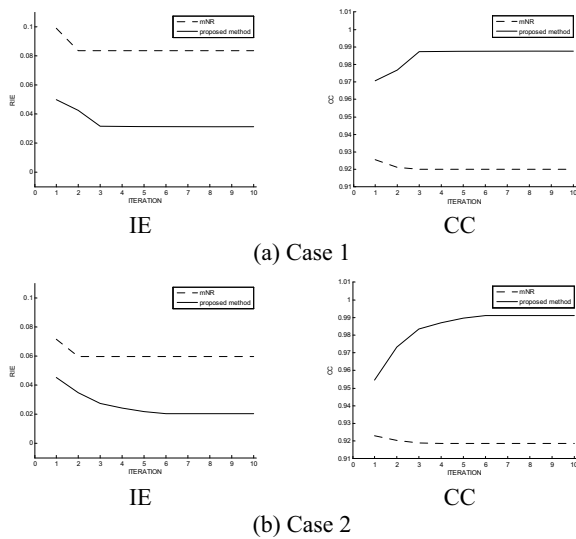 0.1
0.08
0.06
0.04
0.02
0
RIE
0 1 2 3 4 5 6 7 8 9 10
ITERATION
mNR
proposed method
IE
1.01
1
0.99
0.98
0.97
0.96
0.95
0.94
0.93
0.92
0.91
CC
0 1 2 3 4 5 6 7 8 9 10
ITERATION
mNR
proposed method
CC
(a) Case 1
0.1
0.08
0.06
0.04
0.02
0
RIE
0 1 2 3 4 5 6 7 8 9 10
ITERATION
mNR
proposed method
IE
1.01
1
0.99
0.98
0.97
0.96
0.95
0.94
0.93
0.92
0.91
CC
0 1 2 3 4 5 6 7 8 9 10
ITERATION
mNR
proposed method
CC
(b) Case 2